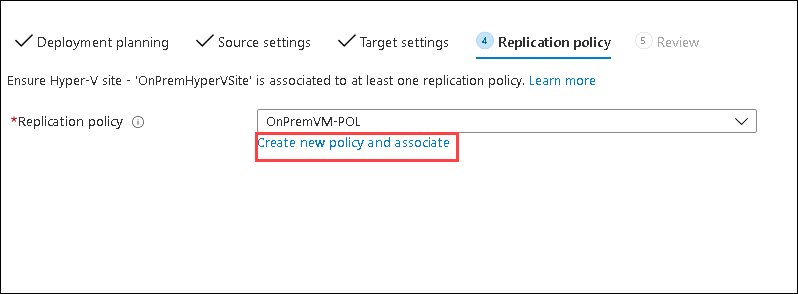 Deployment planning Source settings Target settings 4 Replication policy 5 Review
Ensure Hyper-V site - 'OnPremHyperVSite' is associated to at least one replication policy. Learn more
*Replication policy i OnPremVM-POL
Create new policy and associate